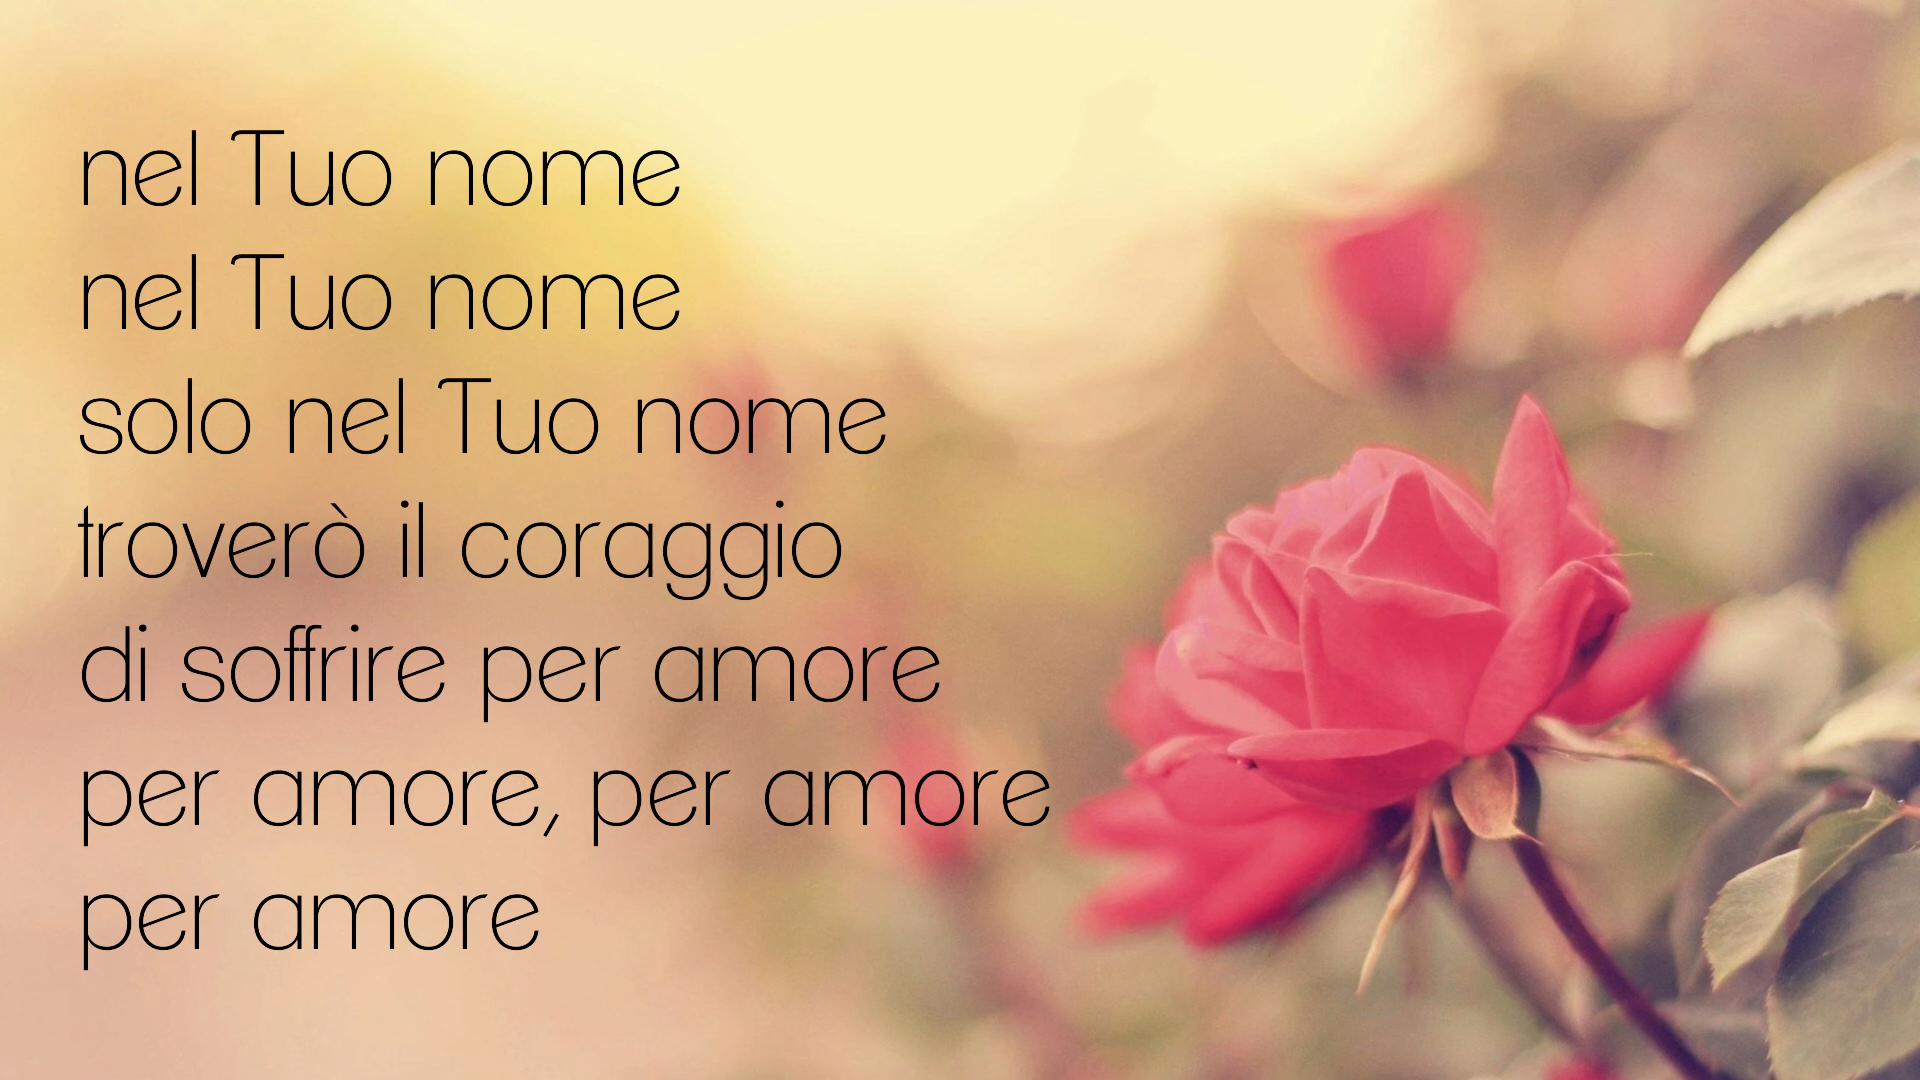 nel Tuo nome
nel Tuo nome
solo nel Tuo nome
troverò il coraggio
di soffrire per amore
per amore, per amore
per amore